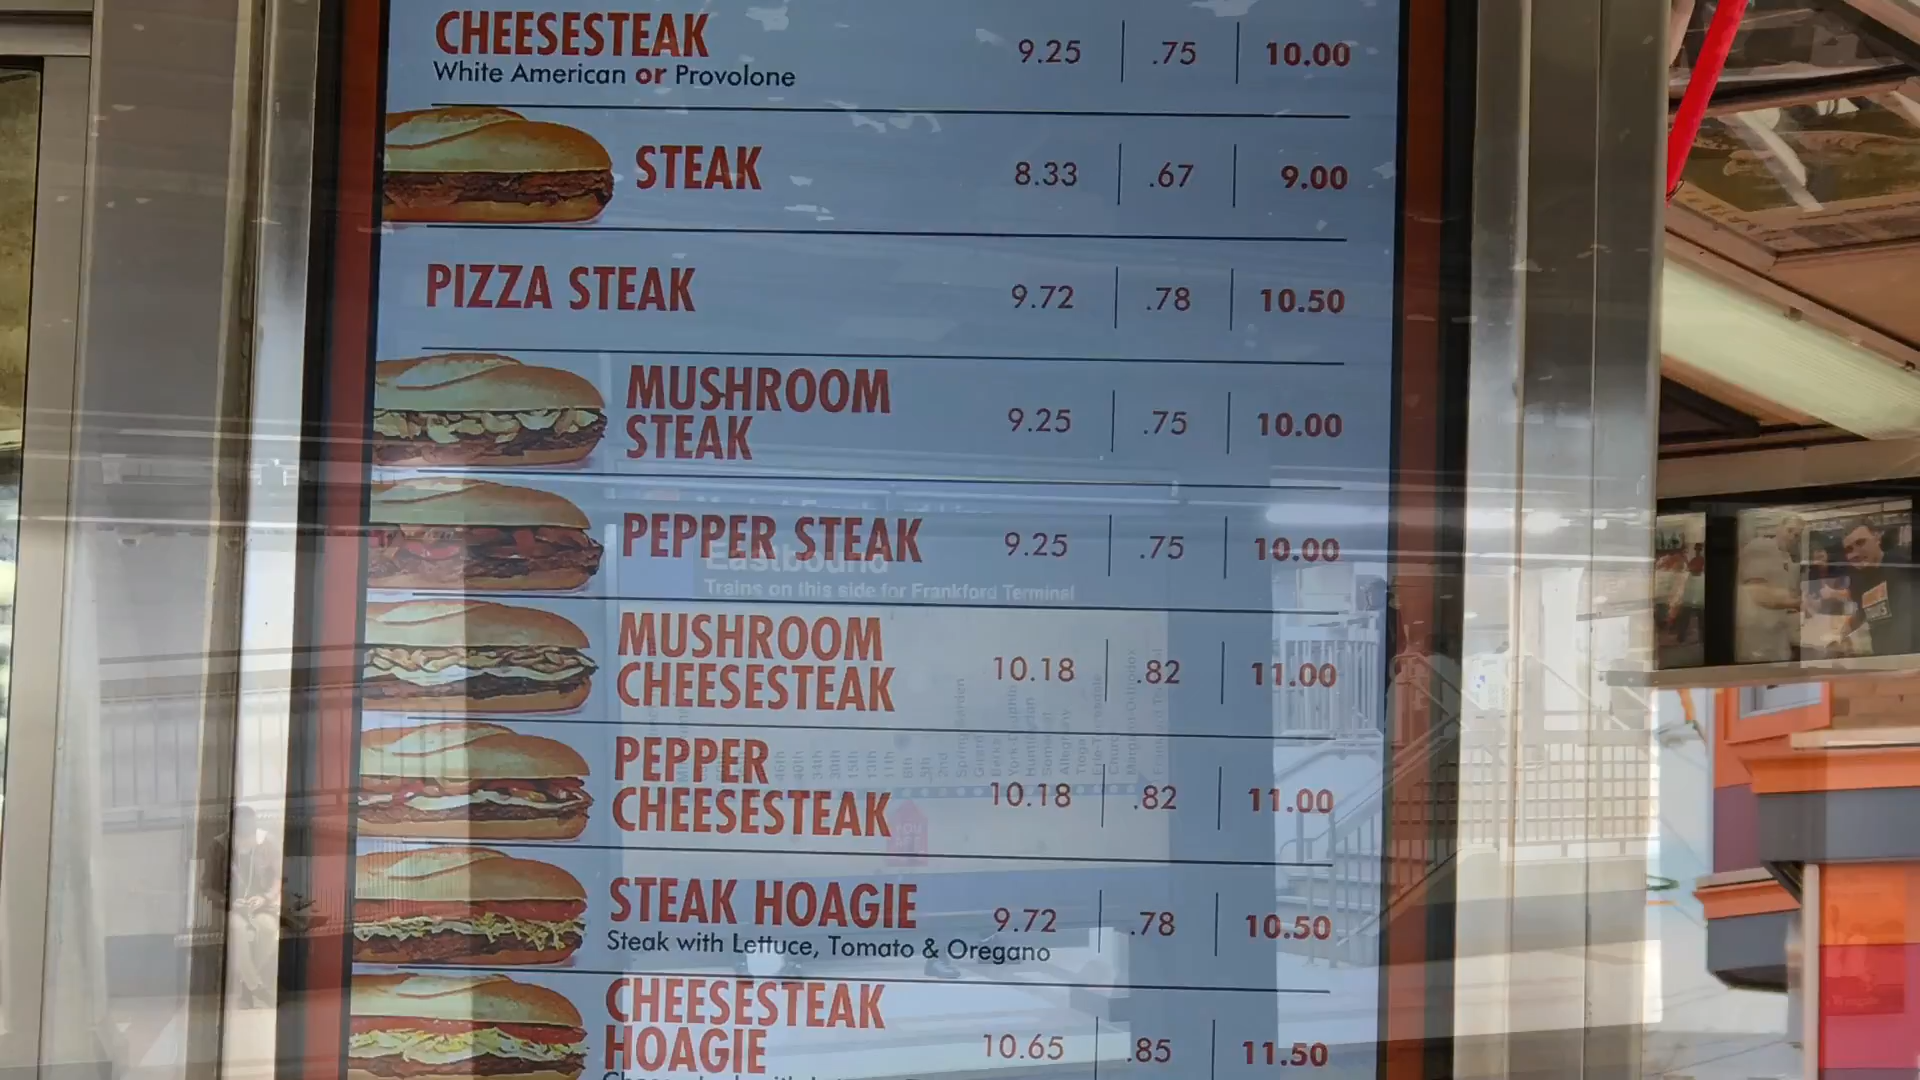 CHEESESTEAK 9.25 .75 10.00
White American or Provolone
STEAK 8.33 .67 9.00
PIZZA STEAK 9.72 .78 10.50
MUSHROOM
STEAK 9.25 .75 10.00
PEPPER STEAK 9.25 .75 10.00
Eastbound
Trains on this side for Frankford Terminal
MUSHROOM
CHEESESTEAK 10.18 .82 11.00
PEPPER
CHEESESTEAK 10.18 .82 11.00
STEAK HOAGIE 9.72 .78 10.50
Steak with Lettuce, Tomato & Oregano
CHEESESTEAK
HOAGIE 10.65 .85 11.50